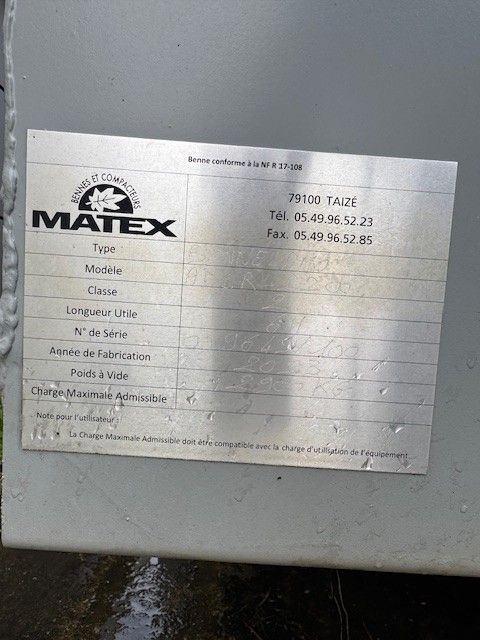 Benne conforme à la NF R 17-108
BENNES ET COMPACTEURS
MATEX
79100 TAIZÉ
Tél. 05.49.96.52.23
Fax. 05.49.96.52.85
Type
Modèle
Classe
Longueur Utile
N° de Série
Année de Fabrication
Poids à Vide
Charge Maximale Admissible
Note pour l'utilisateur :
La Charge Maximale Admissible doit être compatible avec la charge d'utilisation de l'équipement